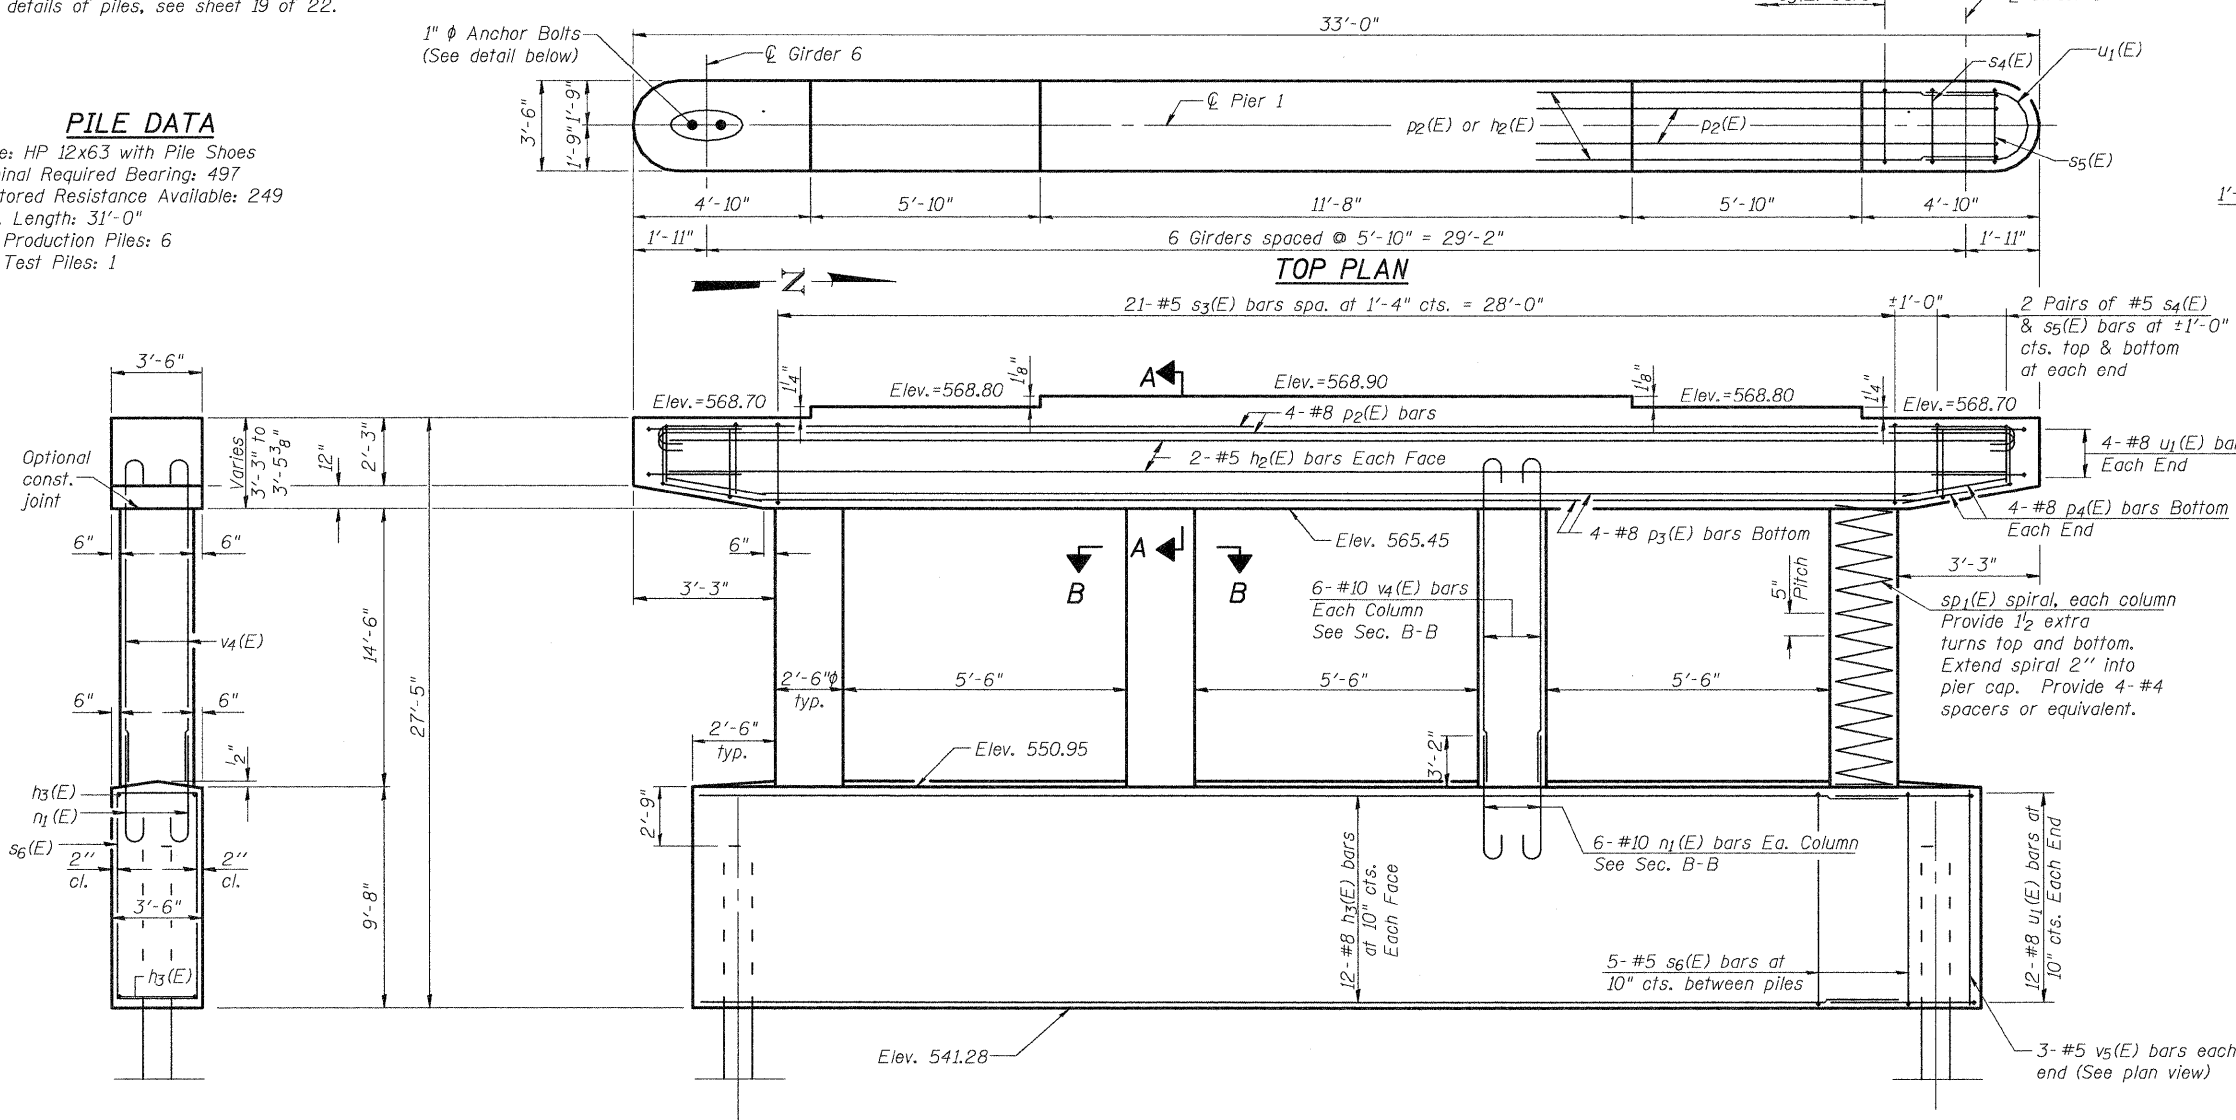 details of piles, see sheet 19 of 22.
1" ϕ Anchor Bolts
(See detail below)
℄ Girder 6
33'-0"
s4(E)
u1(E)
3'-6"
1'-9"
1'-9"
℄ Pier 1
p2(E) or h2(E)
p2(E)
s5(E)
PILE DATA
HP 12x63 with Pile Shoes
Required Bearing: 497
Resistance Available: 249
Length: 31'-0"
Production Piles: 6
Test Piles: 1
4'-10"
5'-10"
11'-8"
5'-10"
4'-10"
1'-11"
6 Girders spaced @ 5'-10" = 29'-2"
1'-11"
N
TOP PLAN
21- #5 s3(E) bars spa. at 1'-4" cts. = 28'-0"
±1'-0"
2 Pairs of #5 s4(E)
& s5(E) bars at ±1'-0"
cts. top & bottom
at each end
3'-6"
1¼"
1⅛"
A
1⅛"
1¼"
Elev.=568.70
Elev.=568.80
Elev.=568.90
Elev.=568.80
Elev.=568.70
4- #8 p2(E) bars
2- #5 h2(E) bars Each Face
4- #8 u1(E)
Each End
Optional
const.
joint
Varies
3'-3" to
3'-5⅜"
12"
2'-3"
4- #8 p4(E) bars Bottom
Each End
4- #8 p3(E) bars Bottom
Elev. 565.45
6"
6"
6"
A
B
B
3'-3"
3'-3"
6- #10 v4(E) bars
Each Column
See Sec. B-B
5"
Pitch
sp1(E) spiral, each column
Provide 1½ extra
turns top and bottom.
Extend spiral 2" into
pier cap. Provide 4- #4
spacers or equivalent.
v4(E)
14'-6"
27'-5"
2'-6"ϕ
typ.
5'-6"
5'-6"
5'-6"
6"
6"
2'-6"
typ.
½"
Elev. 550.95
3'-2"
h3(E)
n1(E)
s6(E)
2"
cl.
2"
cl.
3'-6"
h3(E)
9'-8"
2'-9"
12- #8 h3(E) bars
at 10" cts.
Each Face
6- #10 n1(E) bars Ea. Column
See Sec. B-B
5- #5 s6(E) bars at
10" cts. between piles
12- #8 u1(E) bars at
10" cts. Each End
Elev. 541.28
3- #5 v5(E) bars each
end (See plan view)